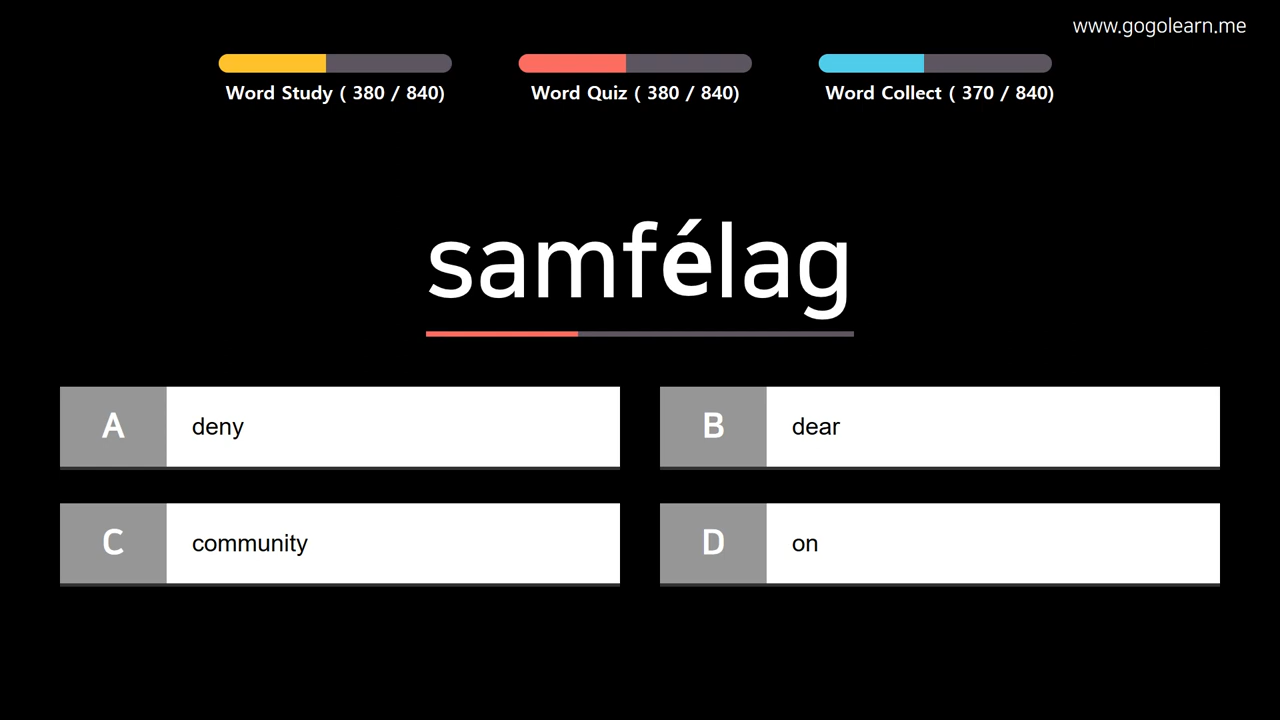 www.gogolearn.me
Word Study ( 380 / 840)
Word Quiz ( 380 / 840)
Word Collect ( 370 / 840)
samfélag
A deny
B dear
C community
D on